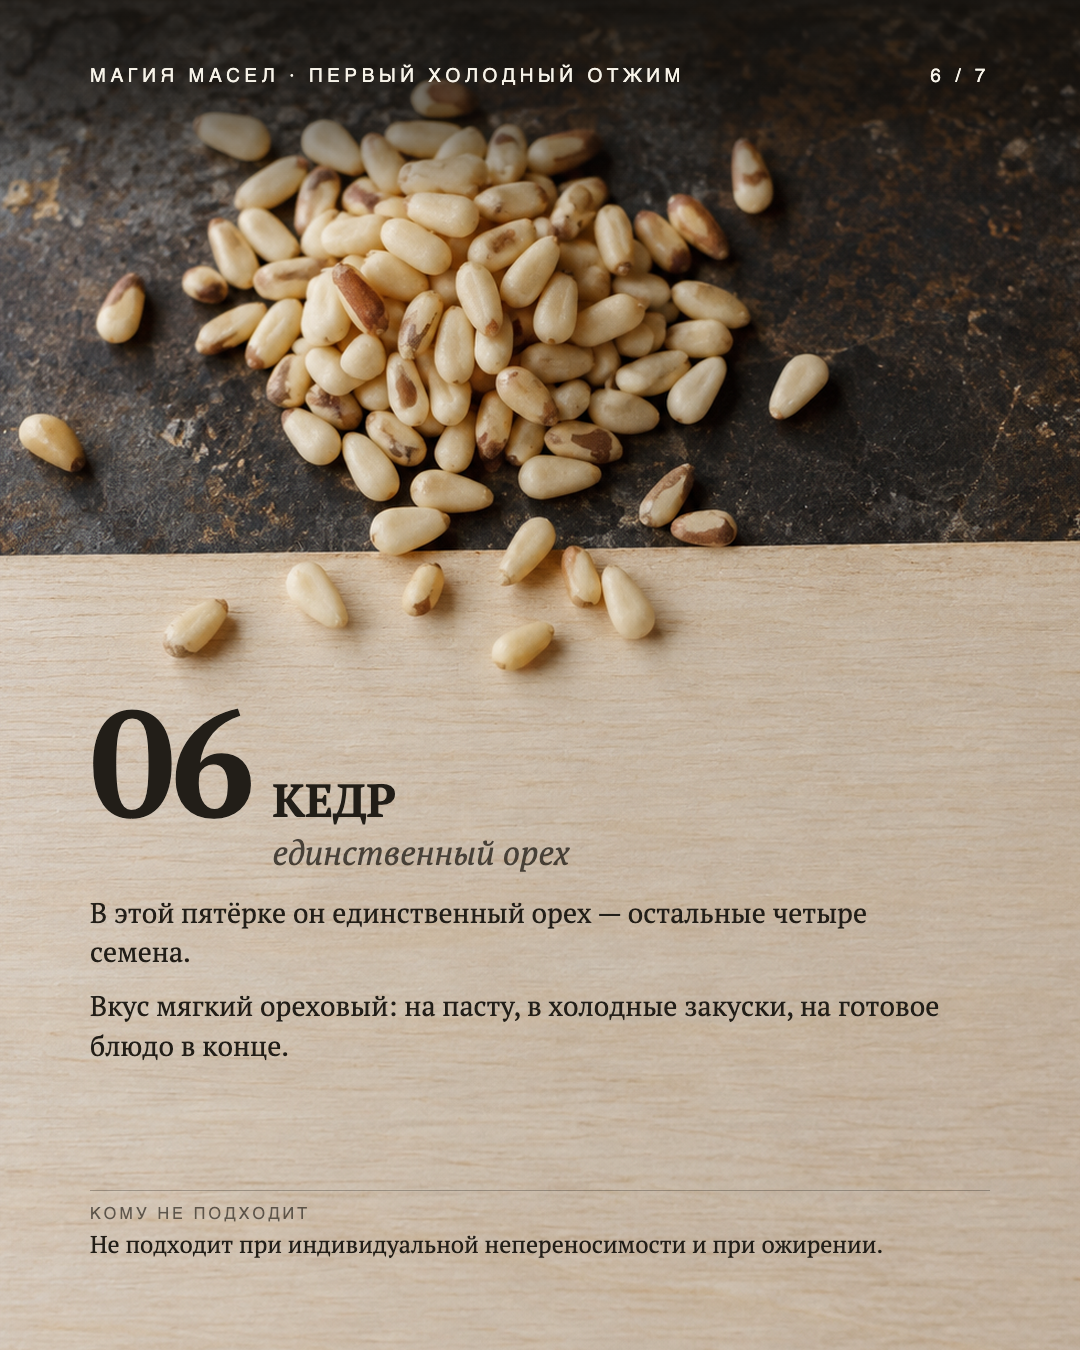 МАГИЯ МАСЕЛ · ПЕРВЫЙ ХОЛОДНЫЙ ОТЖИМ
6 / 7
06
КЕДР
единственный орех
В этой пятёрке он единственный орех — остальные четыре
семена.
Вкус мягкий ореховый: на пасту, в холодные закуски, на готовое
блюдо в конце.
КОМУ НЕ ПОДХОДИТ
Не подходит при индивидуальной непереносимости и при ожирении.